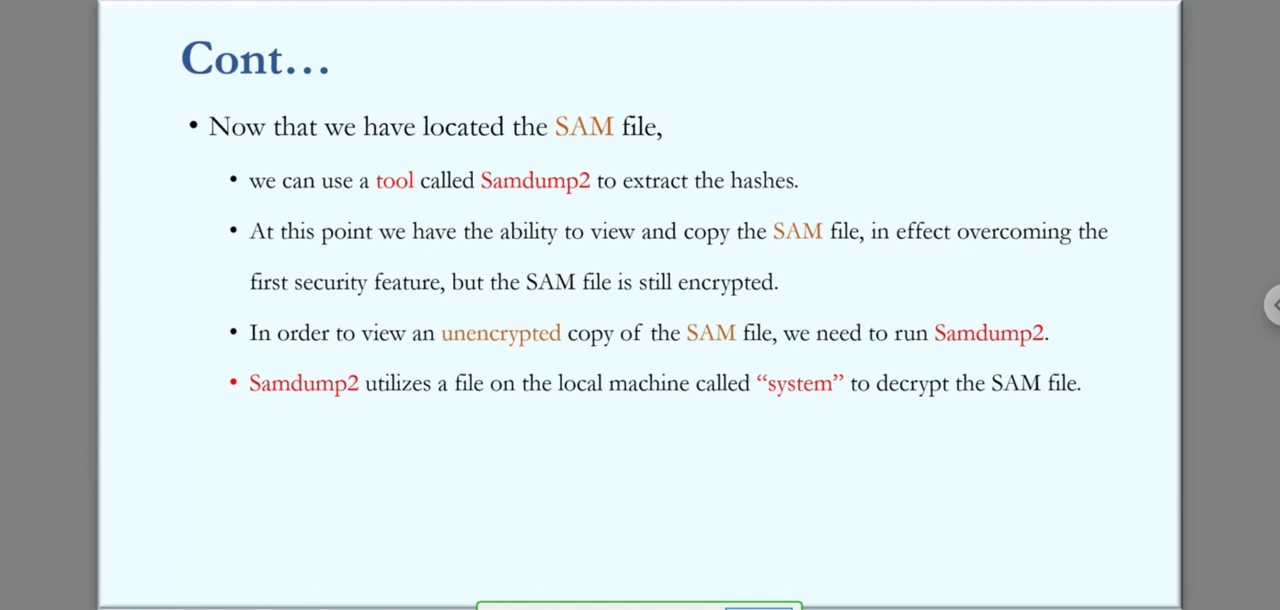 Cont…
• Now that we have located the SAM file,
• we can use a tool called Samdump2 to extract the hashes.
• At this point we have the ability to view and copy the SAM file, in effect overcoming the
first security feature, but the SAM file is still encrypted.
• In order to view an unencrypted copy of the SAM file, we need to run Samdump2.
• Samdump2 utilizes a file on the local machine called “system” to decrypt the SAM file.